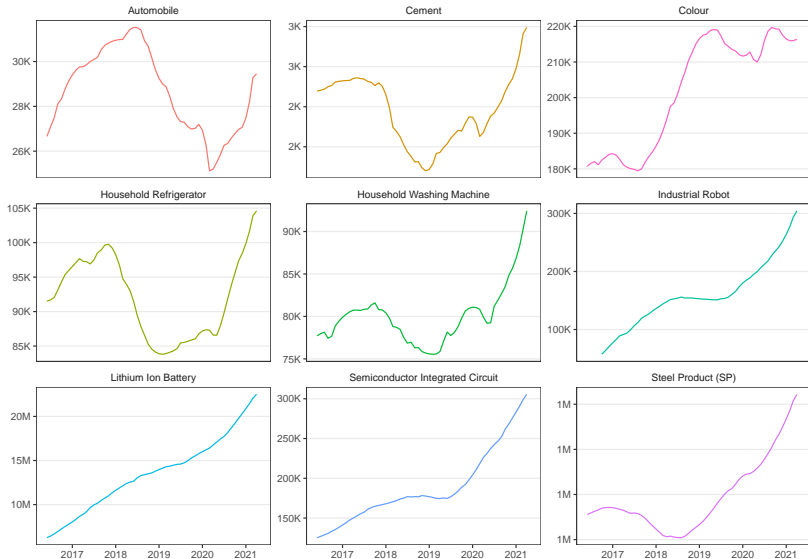 Automobile
Cement
Colour
30K
28K
26K
3K
3K
2K
2K
220K
210K
200K
190K
180K
Household Refrigerator
Household Washing Machine
Industrial Robot
105K
100K
95K
90K
85K
90K
85K
80K
75K
300K
200K
100K
Lithium Ion Battery
Semiconductor Integrated Circuit
Steel Product (SP)
20M
15M
10M
300K
250K
200K
150K
1M
1M
1M
1M
2017 2018 2019 2020 2021
2017 2018 2019 2020 2021
2017 2018 2019 2020 2021